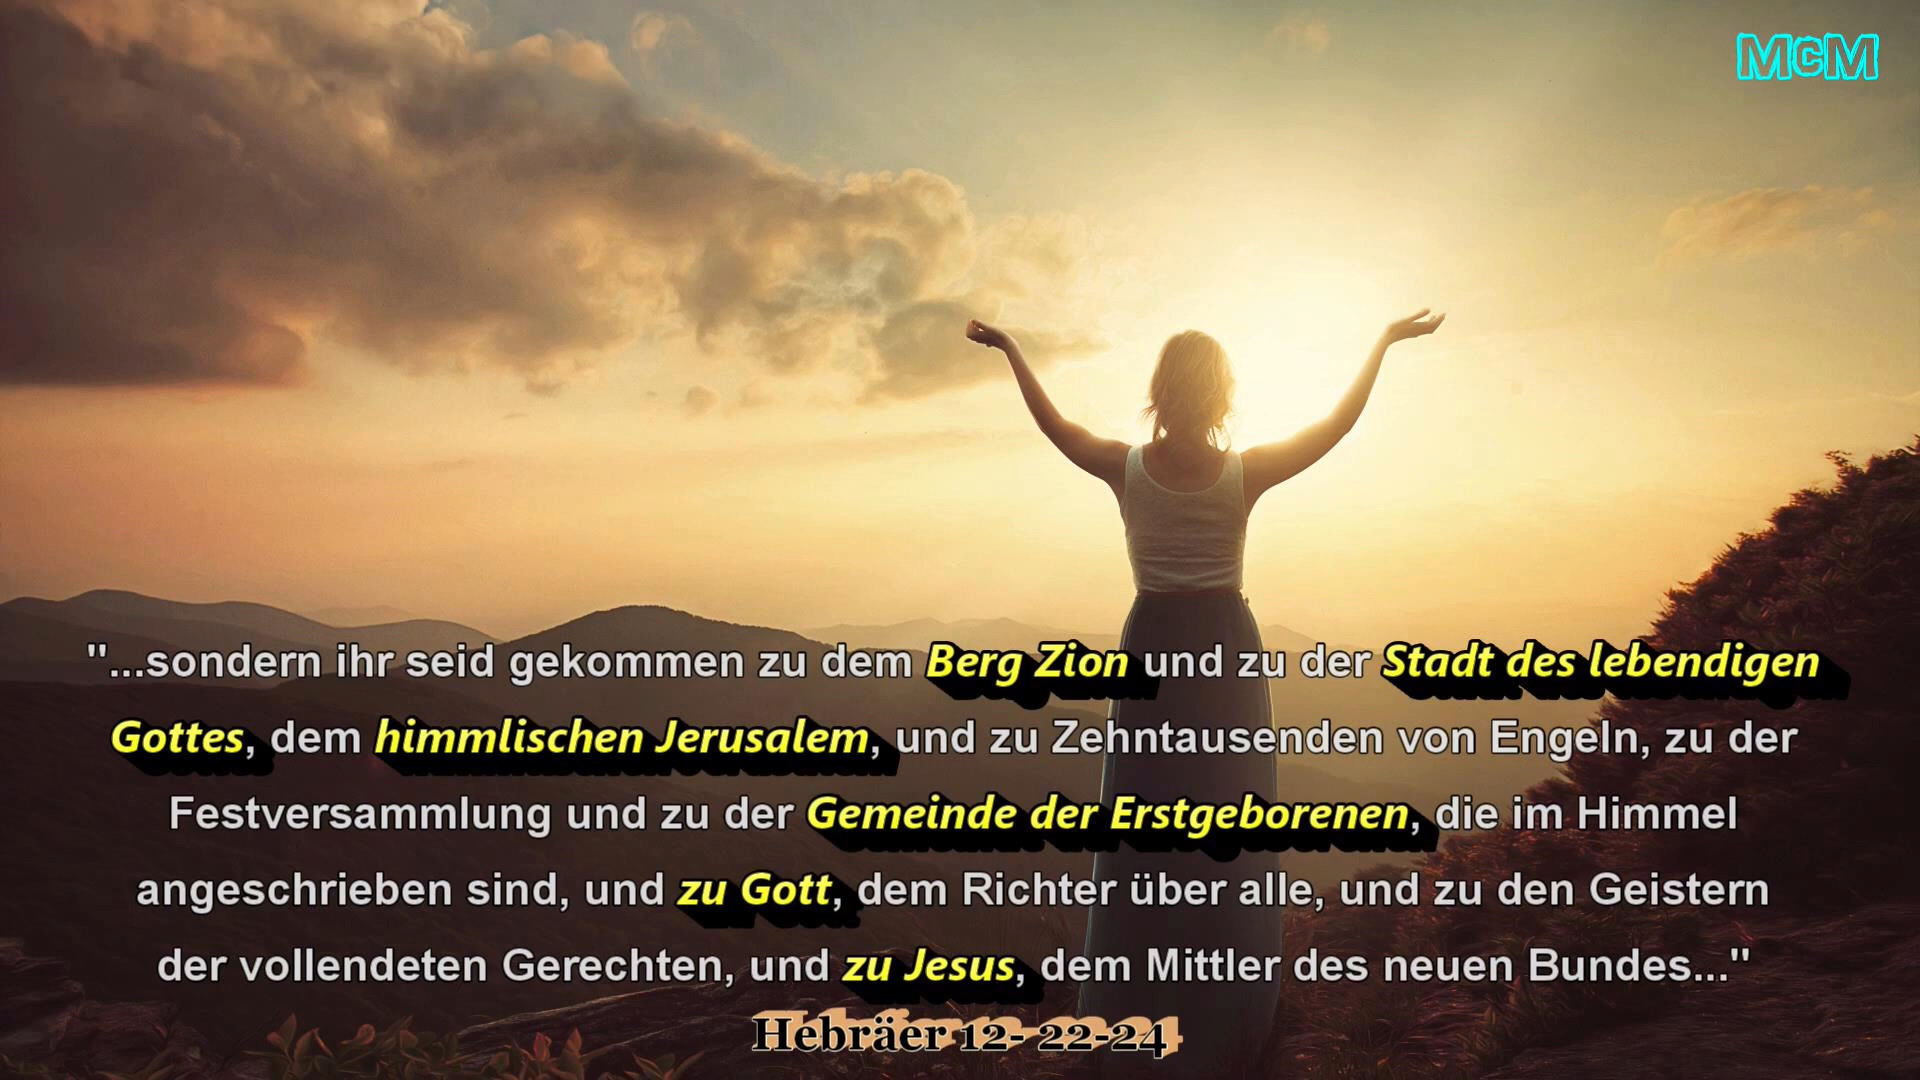 McM
"...sondern ihr seid gekommen zu dem Berg Zion und zu der Stadt des lebendigen
Gottes, dem himmlischen Jerusalem, und zu Zehntausenden von Engeln, zu der
Festversammlung und zu der Gemeinde der Erstgeborenen, die im Himmel
angeschrieben sind, und zu Gott, dem Richter über alle, und zu den Geistern
der vollendeten Gerechten, und zu Jesus, dem Mittler des neuen Bundes..."
Hebräer 12- 22-24